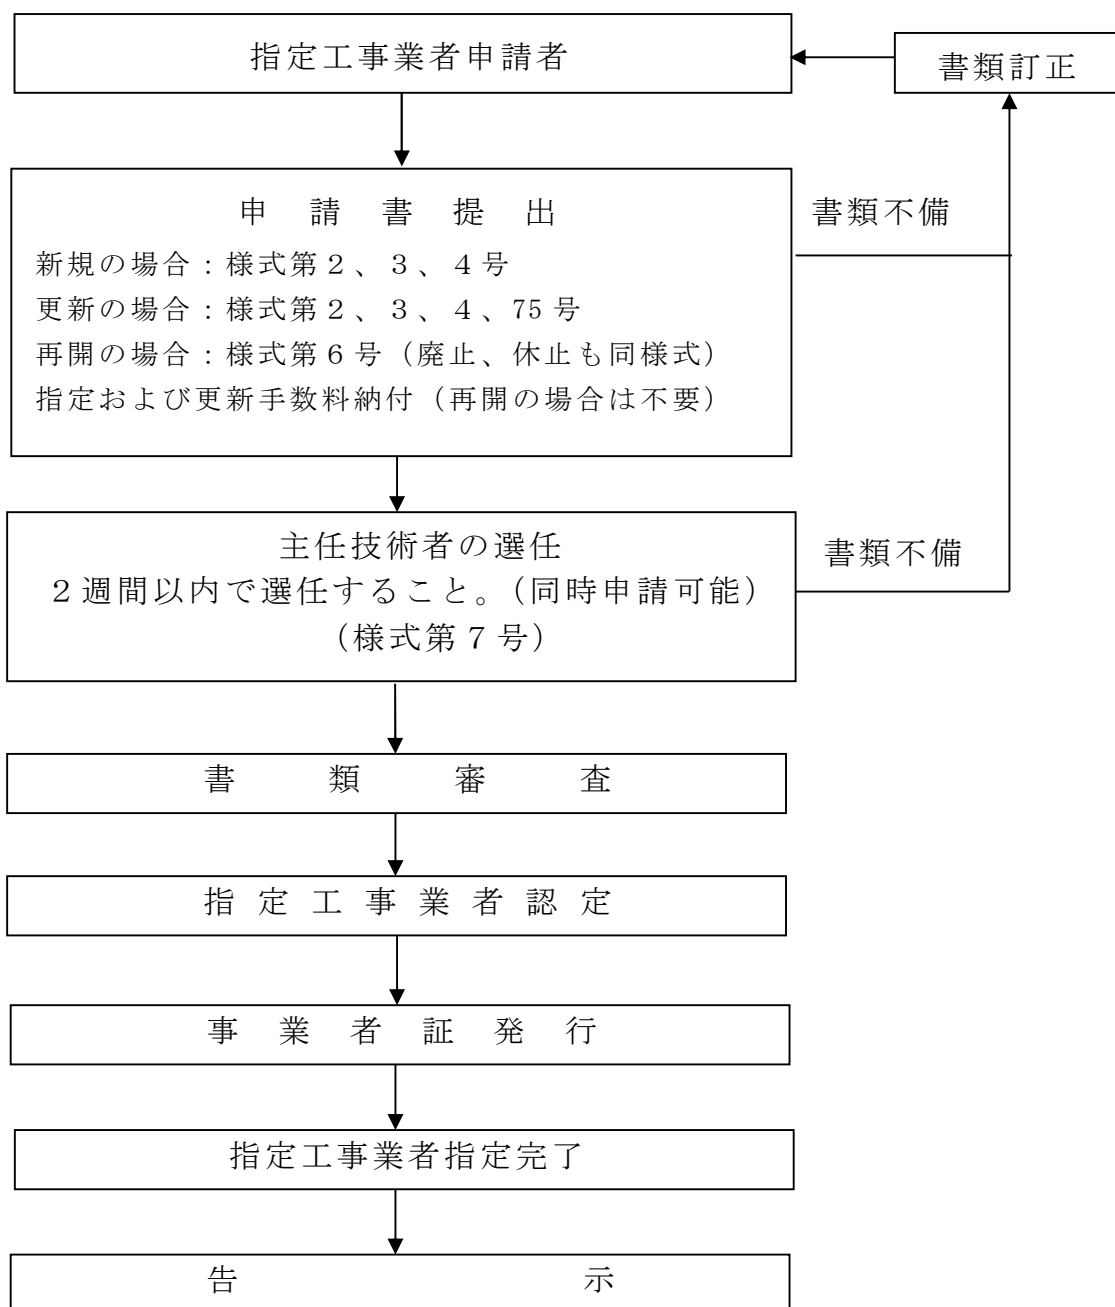 指定工事業者申請者
書類訂正
申請書提出
書類不備
新規の場合：様式第２、３、４号
更新の場合：様式第２、３、４、75号
再開の場合：様式第６号（廃止、休止も同様式）
指定および更新手数料納付（再開の場合は不要）
主任技術者の選任
２週間以内で選任すること。（同時申請可能）
（様式第７号）
書類不備
書類審査
指定工事業者認定
事業者証発行
指定工事業者指定完了
告示